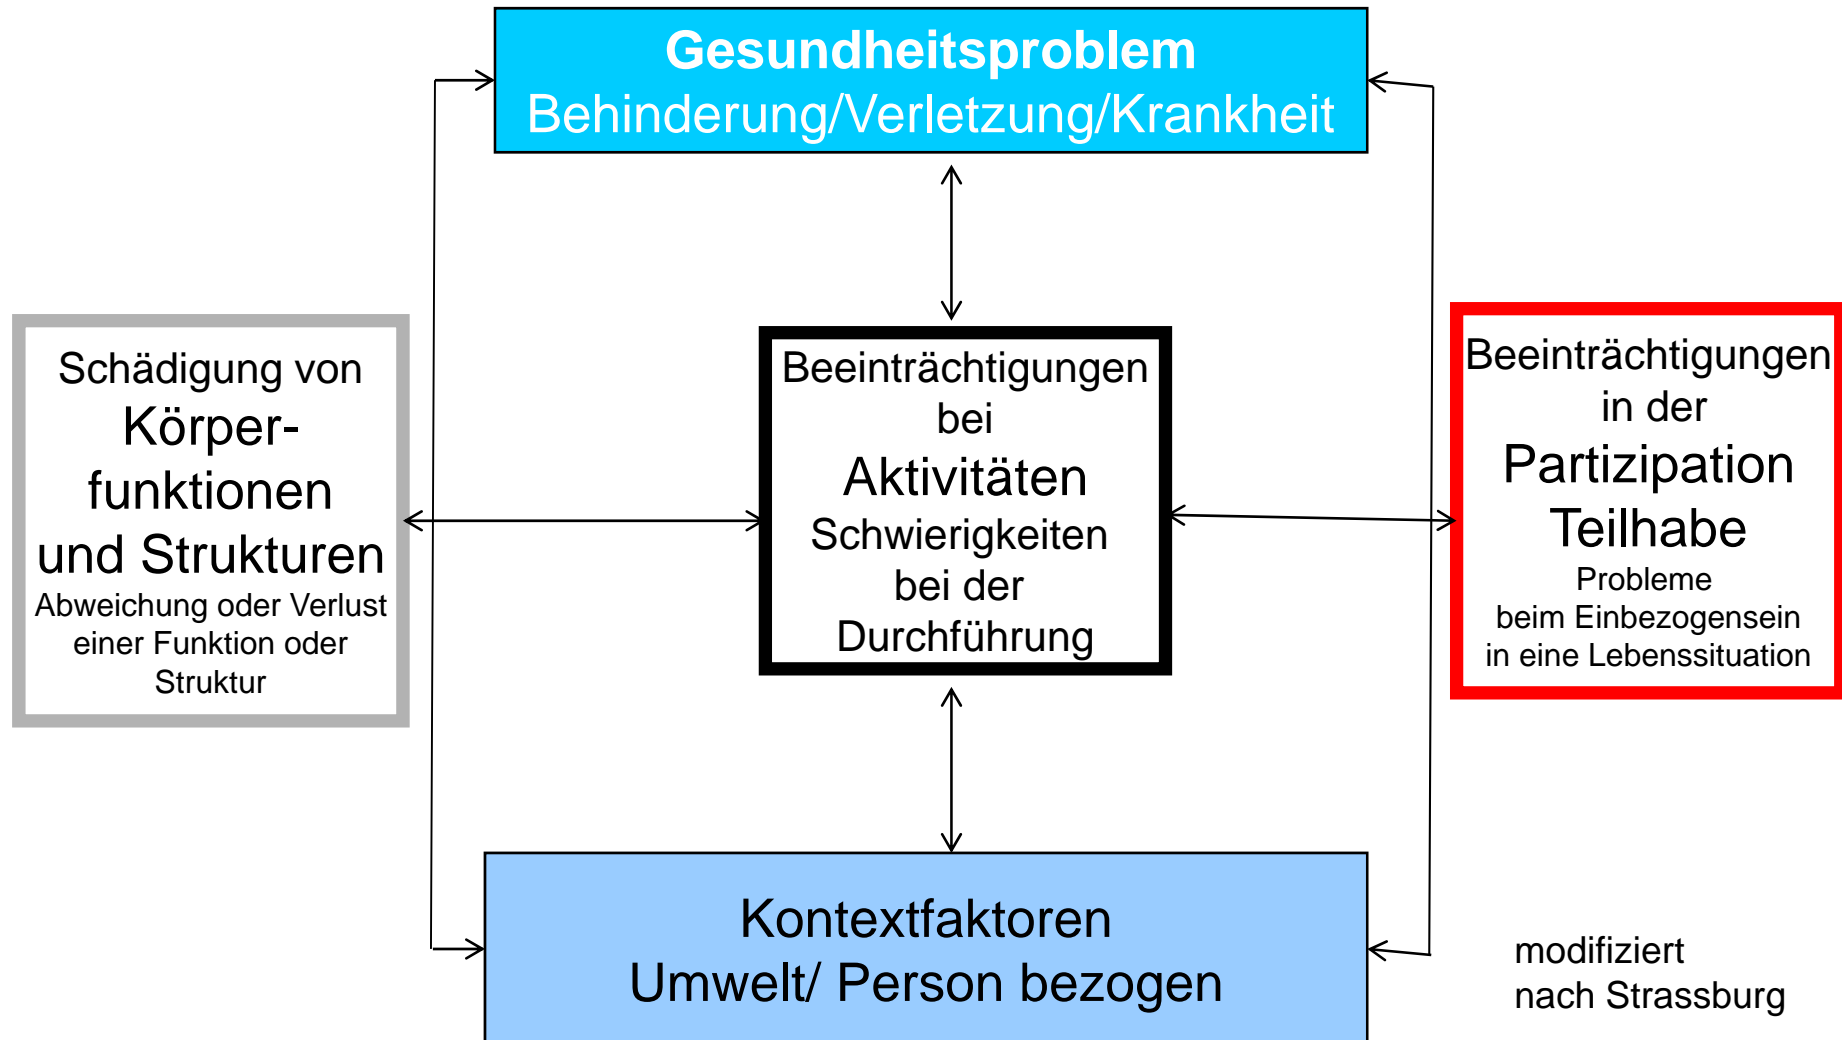 Gesundheitsproblem
Behinderung/Verletzung/Krankheit
Schädigung von
Körper-
funktionen
und Strukturen
Abweichung oder Verlust
einer Funktion oder
Struktur
Beeinträchtigungen
bei
Aktivitäten
Schwierigkeiten
bei der
Durchführung
Beeinträchtigungen
in der
Partizipation
Teilhabe
Probleme
beim Einbezogensein
in eine Lebenssituation
Kontextfaktoren
Umwelt/ Person bezogen
modifiziert
nach Strassburg